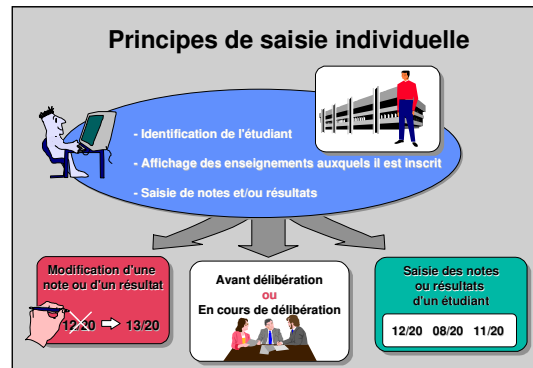 Principes de saisie individuelle
- Identification de l'étudiant
- Affichage des enseignements auxquels il est inscrit
- Saisie de notes et/ou résultats
Modification d'une
note ou d'un résultat
12/20 13/20
Avant délibération
ou
En cours de délibération
Saisie des notes
ou résultats
d'un étudiant
12/20 08/20 11/20